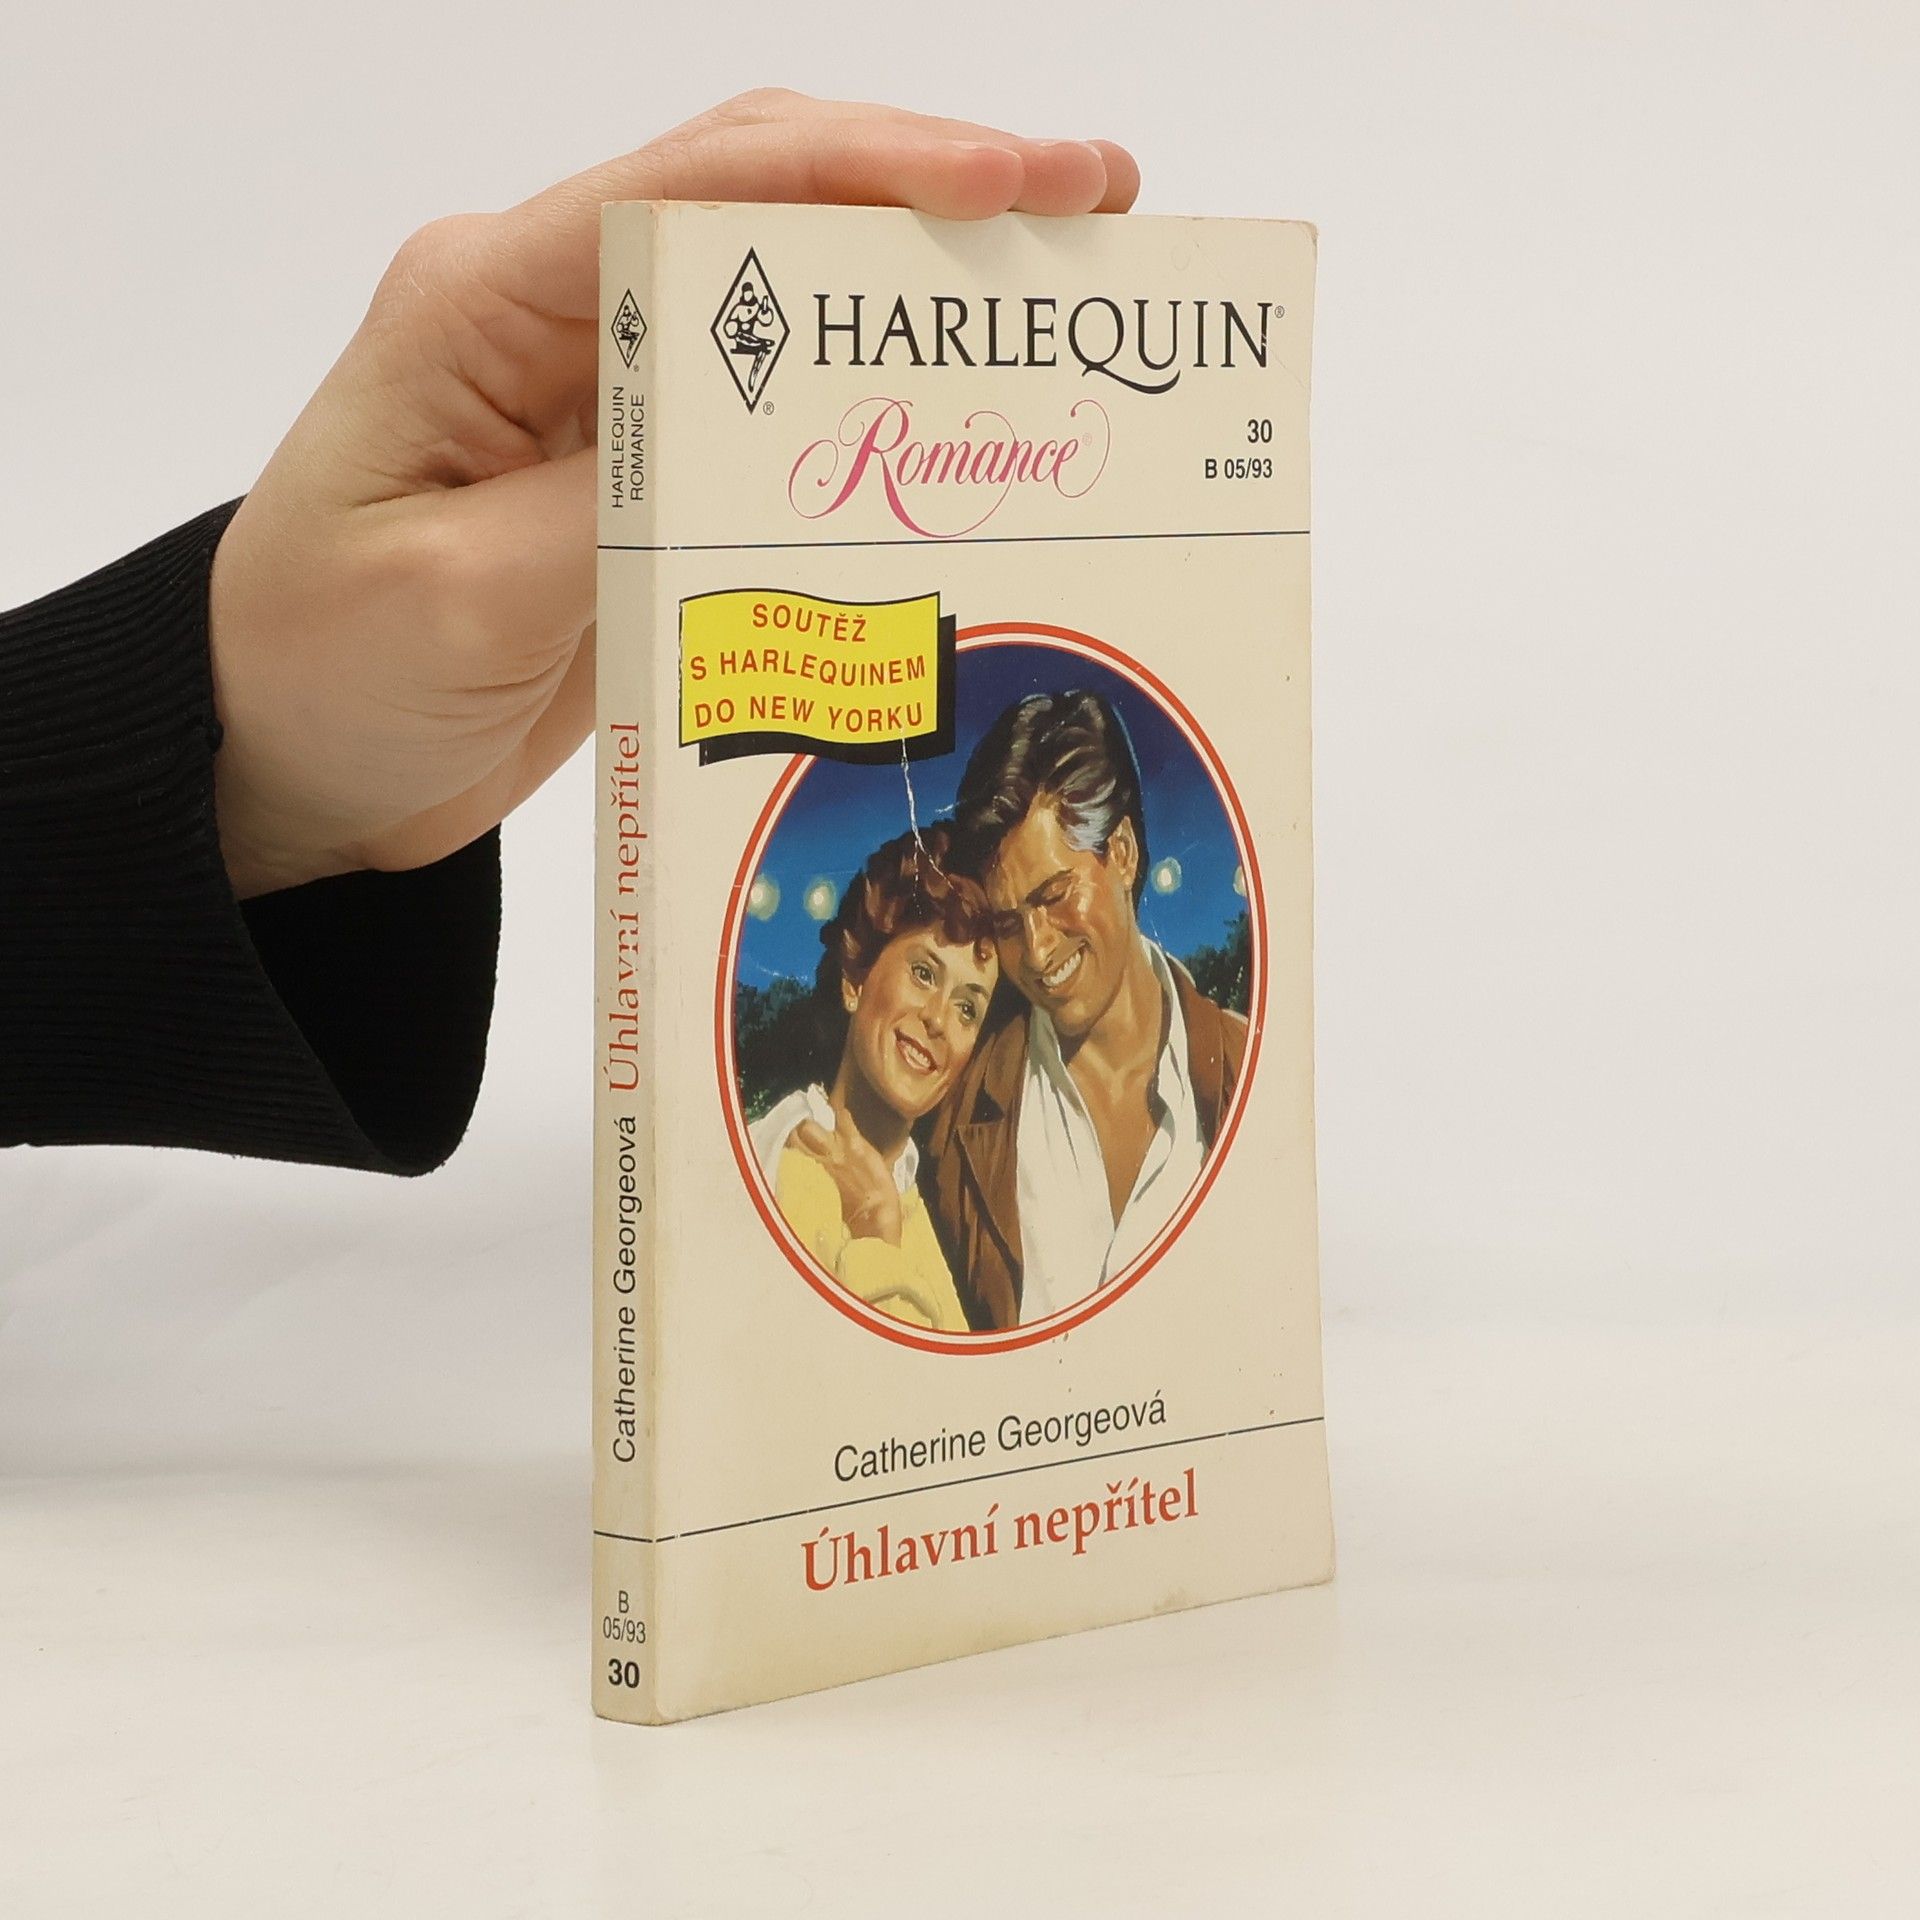 HARLEQUIN®
Romance®
30
B 05/93
SOUTĚŽ
S HARLEQUINEM
DO NEW YORKU
Catherine Georgeová
Úhlavní nepřítel
HARLEQUIN
ROMANCE
Catherine Georgeová Úhlavní nepřítel
B
05/93
30